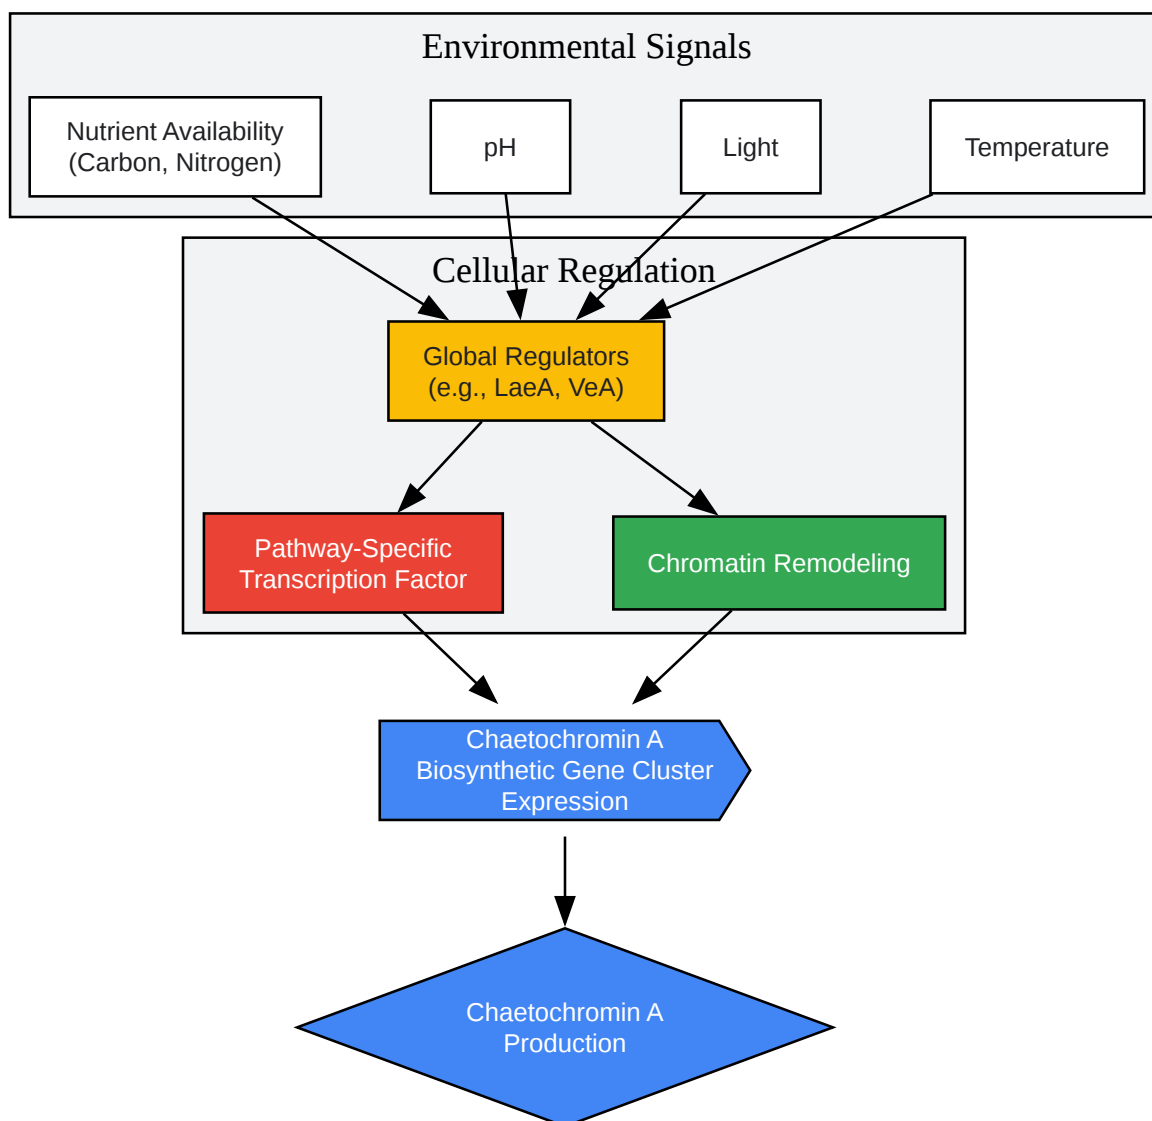 Environmental Signals
Nutrient Availability
(Carbon, Nitrogen)
pH
Light
Temperature
Cellular Regulation
Global Regulators
(e.g., LaeA, VeA)
Pathway-Specific
Transcription Factor
Chromatin Remodeling
Chaetochromin A
Biosynthetic Gene Cluster
Expression
Chaetochromin A
Production